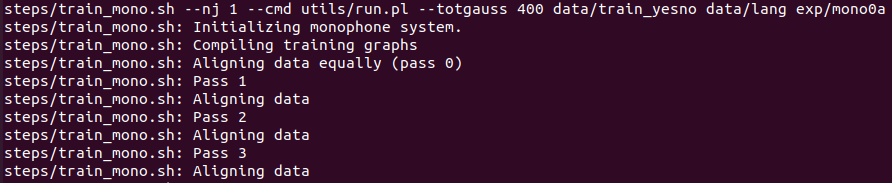 steps/train_mono.sh --nj 1 --cmd utils/run.pl --totgauss 400 data/train_yesno data/lang exp/mono0a
steps/train_mono.sh: Initializing monophone system.
steps/train_mono.sh: Compiling training graphs
steps/train_mono.sh: Aligning data equally (pass 0)
steps/train_mono.sh: Pass 1
steps/train_mono.sh: Aligning data
steps/train_mono.sh: Pass 2
steps/train_mono.sh: Aligning data
steps/train_mono.sh: Pass 3
steps/train_mono.sh: Aligning data